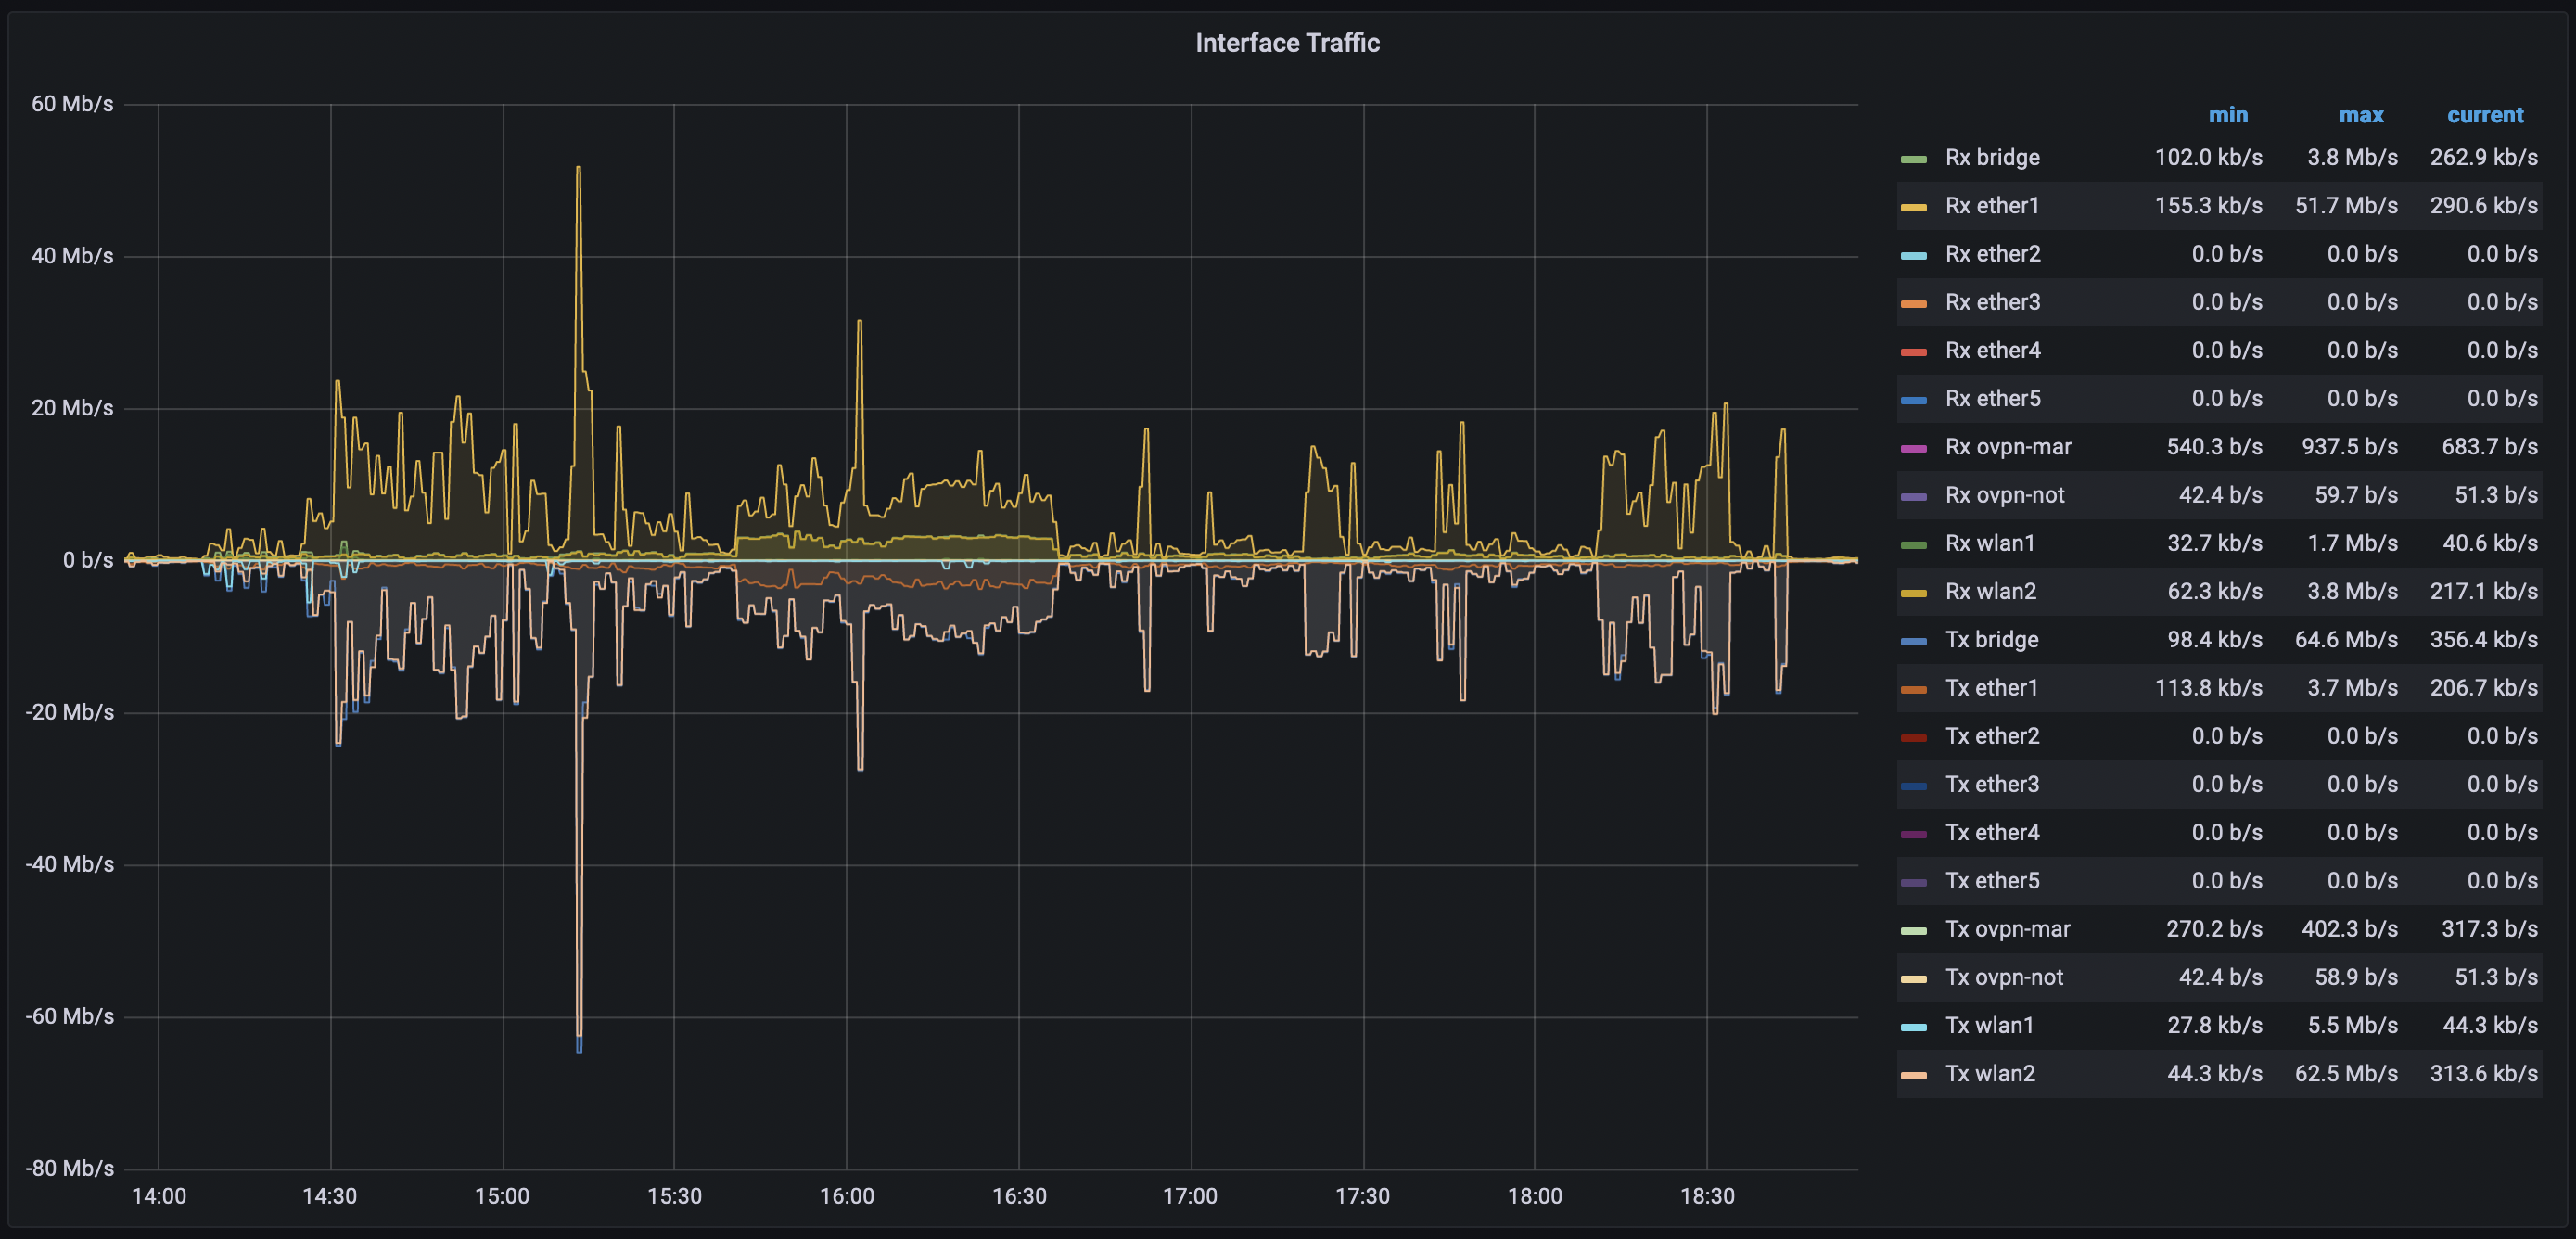 Interface Traffic
60 Mb/s
40 Mb/s
20 Mb/s
0 b/s
-20 Mb/s
-40 Mb/s
-60 Mb/s
-80 Mb/s
14:00 14:30 15:00 15:30 16:00 16:30 17:00 17:30 18:00 18:30
min max current
Rx bridge 102.0 kb/s 3.8 Mb/s 262.9 kb/s
Rx ether1 155.3 kb/s 51.7 Mb/s 290.6 kb/s
Rx ether2 0.0 b/s 0.0 b/s 0.0 b/s
Rx ether3 0.0 b/s 0.0 b/s 0.0 b/s
Rx ether4 0.0 b/s 0.0 b/s 0.0 b/s
Rx ether5 0.0 b/s 0.0 b/s 0.0 b/s
Rx ovpn-mar 540.3 b/s 937.5 b/s 683.7 b/s
Rx ovpn-not 42.4 b/s 59.7 b/s 51.3 b/s
Rx wlan1 32.7 kb/s 1.7 Mb/s 40.6 kb/s
Rx wlan2 62.3 kb/s 3.8 Mb/s 217.1 kb/s
Tx bridge 98.4 kb/s 64.6 Mb/s 356.4 kb/s
Tx ether1 113.8 kb/s 3.7 Mb/s 206.7 kb/s
Tx ether2 0.0 b/s 0.0 b/s 0.0 b/s
Tx ether3 0.0 b/s 0.0 b/s 0.0 b/s
Tx ether4 0.0 b/s 0.0 b/s 0.0 b/s
Tx ether5 0.0 b/s 0.0 b/s 0.0 b/s
Tx ovpn-mar 270.2 b/s 402.3 b/s 317.3 b/s
Tx ovpn-not 42.4 b/s 58.9 b/s 51.3 b/s
Tx wlan1 27.8 kb/s 5.5 Mb/s 44.3 kb/s
Tx wlan2 44.3 kb/s 62.5 Mb/s 313.6 kb/s